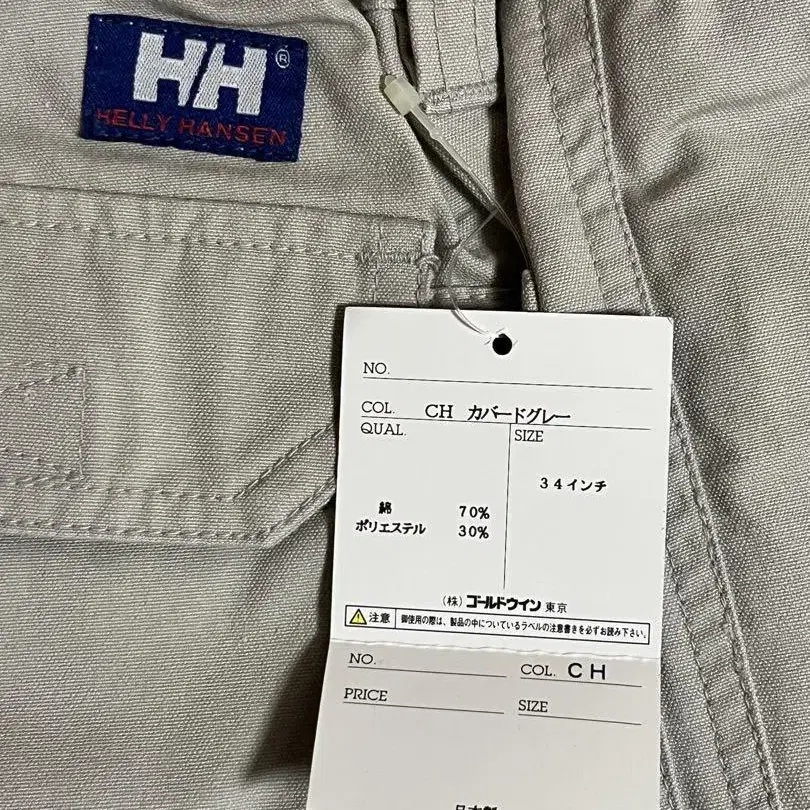 HH®
HELLY HANSEN
NO.
COL. CH カバードグレー
QUAL.
SIZE
34インチ
綿 70%
ポリエステル 30%
(株)ゴールドウイン 東京
注意 御使用の際は、製品の中についているラベルの注意書きを必ずお読み下さい。
NO.
COL. CH
PRICE
SIZE